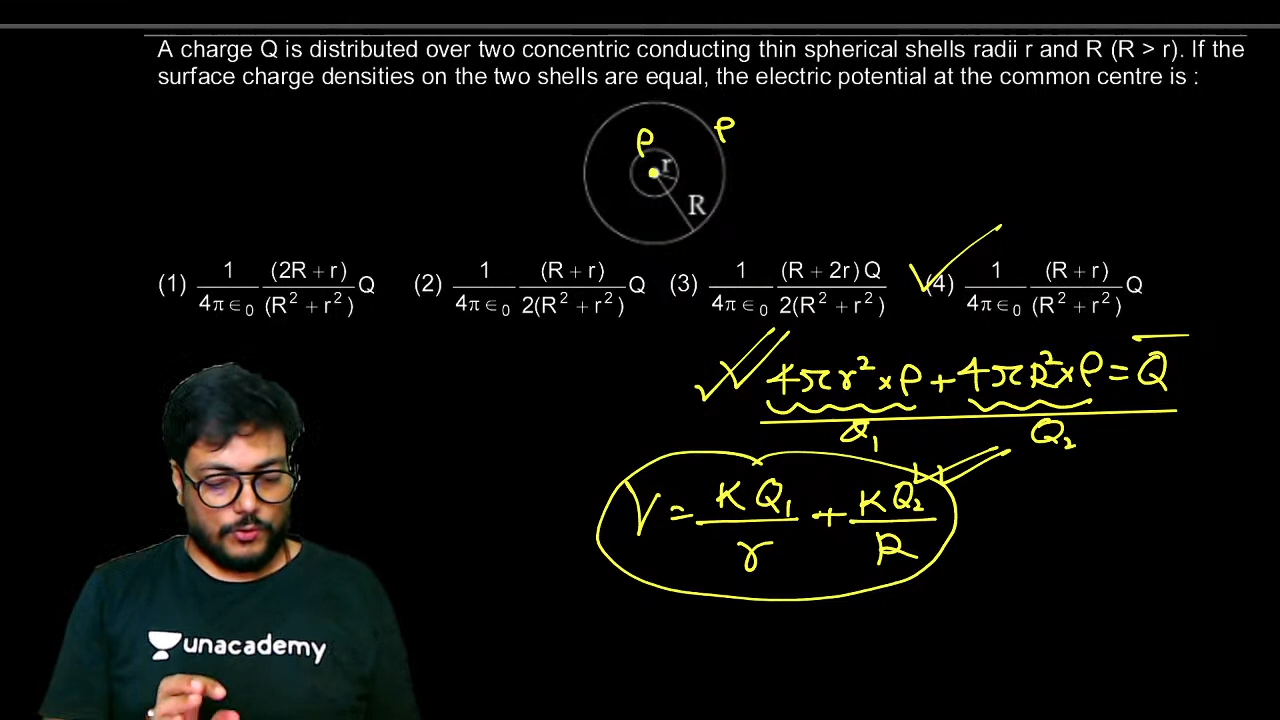 A charge Q is distributed over two concentric conducting thin spherical shells radii r and R (R > r). If the
surface charge densities on the two shells are equal, the electric potential at the common centre is :
ρ ρ
r
R
(1) 1/4π∈₀ (2R + r)/(R² + r²) Q (2) 1/4π∈₀ (R + r)/2(R² + r²) Q (3) 1/4π∈₀ (R + 2r) Q/2(R² + r²) (4) 1/4π∈₀ (R + r)/(R² + r²) Q
4πr² × ρ + 4πR² × ρ = Q
Q₁ Q₂
V = KQ₁/r + KQ₂/R
unacademy